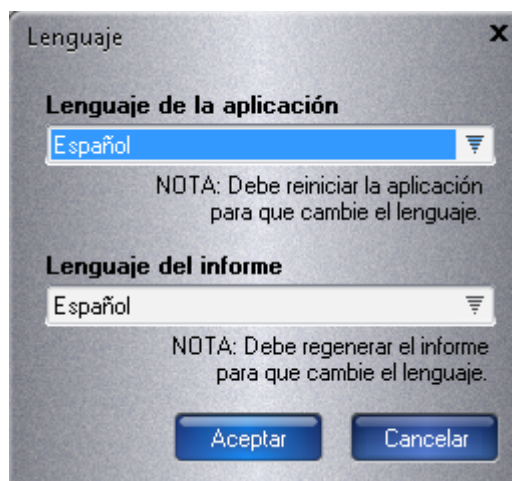 Lenguaje
x
Lenguaje de la aplicación
Español
NOTA: Debe reiniciar la aplicación
para que cambie el lenguaje.
Lenguaje del informe
Español
NOTA: Debe regenerar el informe
para que cambie el lenguaje.
Aceptar Cancelar